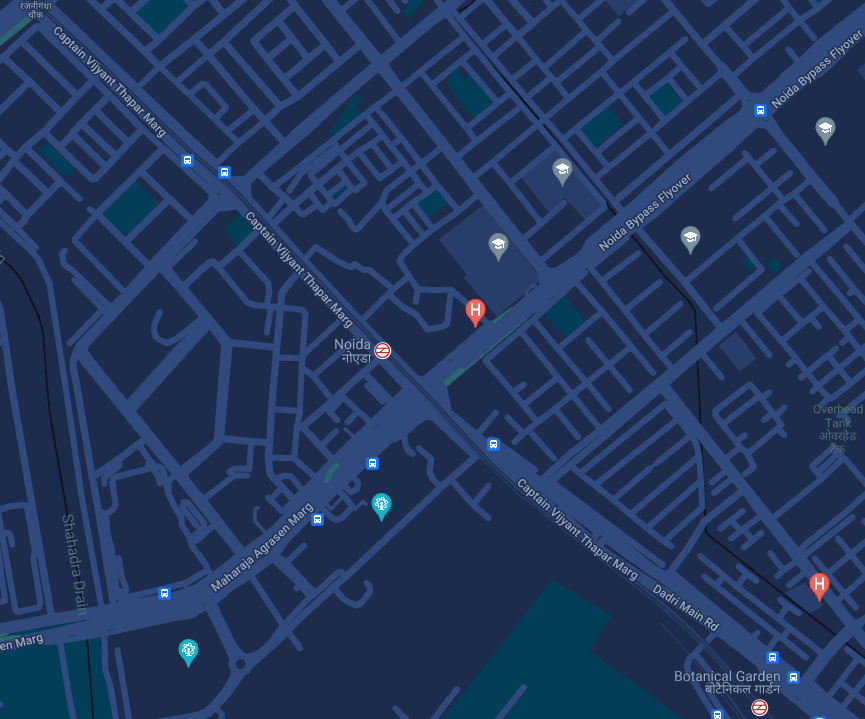 रजनीगंधा
चौक
Captain Vijyant Thapar Marg
Noida Bypass Flyover
Noida Bypass Flyover
Captain Vijyant Thapar Marg
H
Noida
नोएडा
Overhead
Tank
ओवरहेड
टैंक
Captain Vijyant Thapar Marg
Maharaja Agrasen Marg
Shahadra Drain
H
Dadri Main Rd
en Marg
Botanical Garden
बोटैनिकल गार्डन